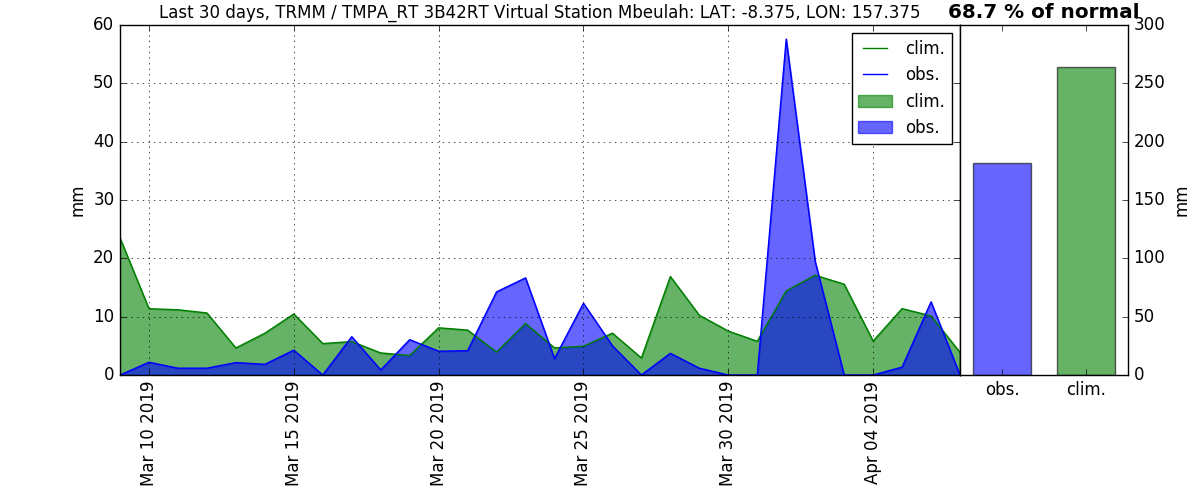 Last 30 days, TRMM / TMPA_RT 3B42RT Virtual Station Mbeulah: LAT: -8.375, LON: 157.375
68.7 % of normal
60
50
40
30
20
10
0
mm
clim.
obs.
clim.
obs.
300
250
200
150
100
50
0
mm
obs.
clim.
Mar 10 2019
Mar 15 2019
Mar 20 2019
Mar 25 2019
Mar 30 2019
Apr 04 2019